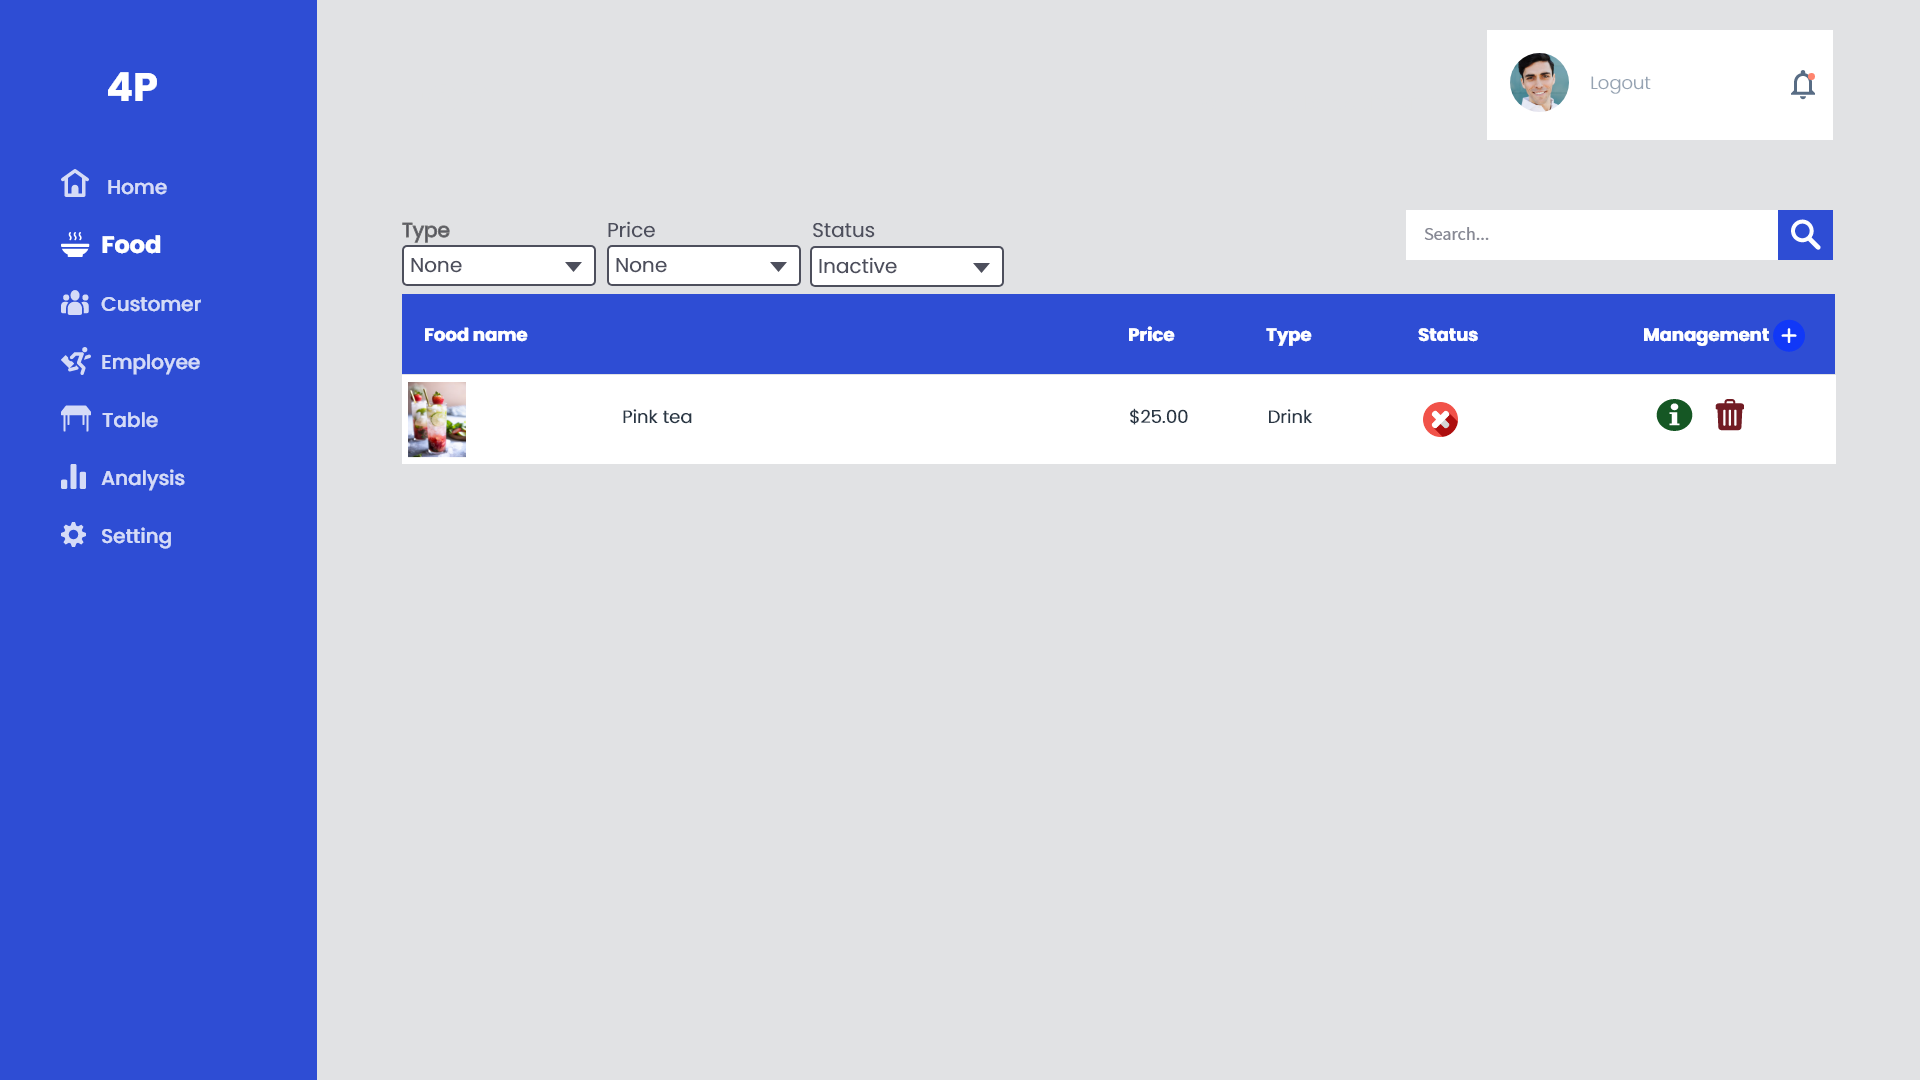 4P
Home
Food
Customer
Employee
Table
Analysis
Setting
Logout
Type
Price
Status
None
None
Inactive
Search...
Food name
Price
Type
Status
Management
Pink tea
$25.00
Drink